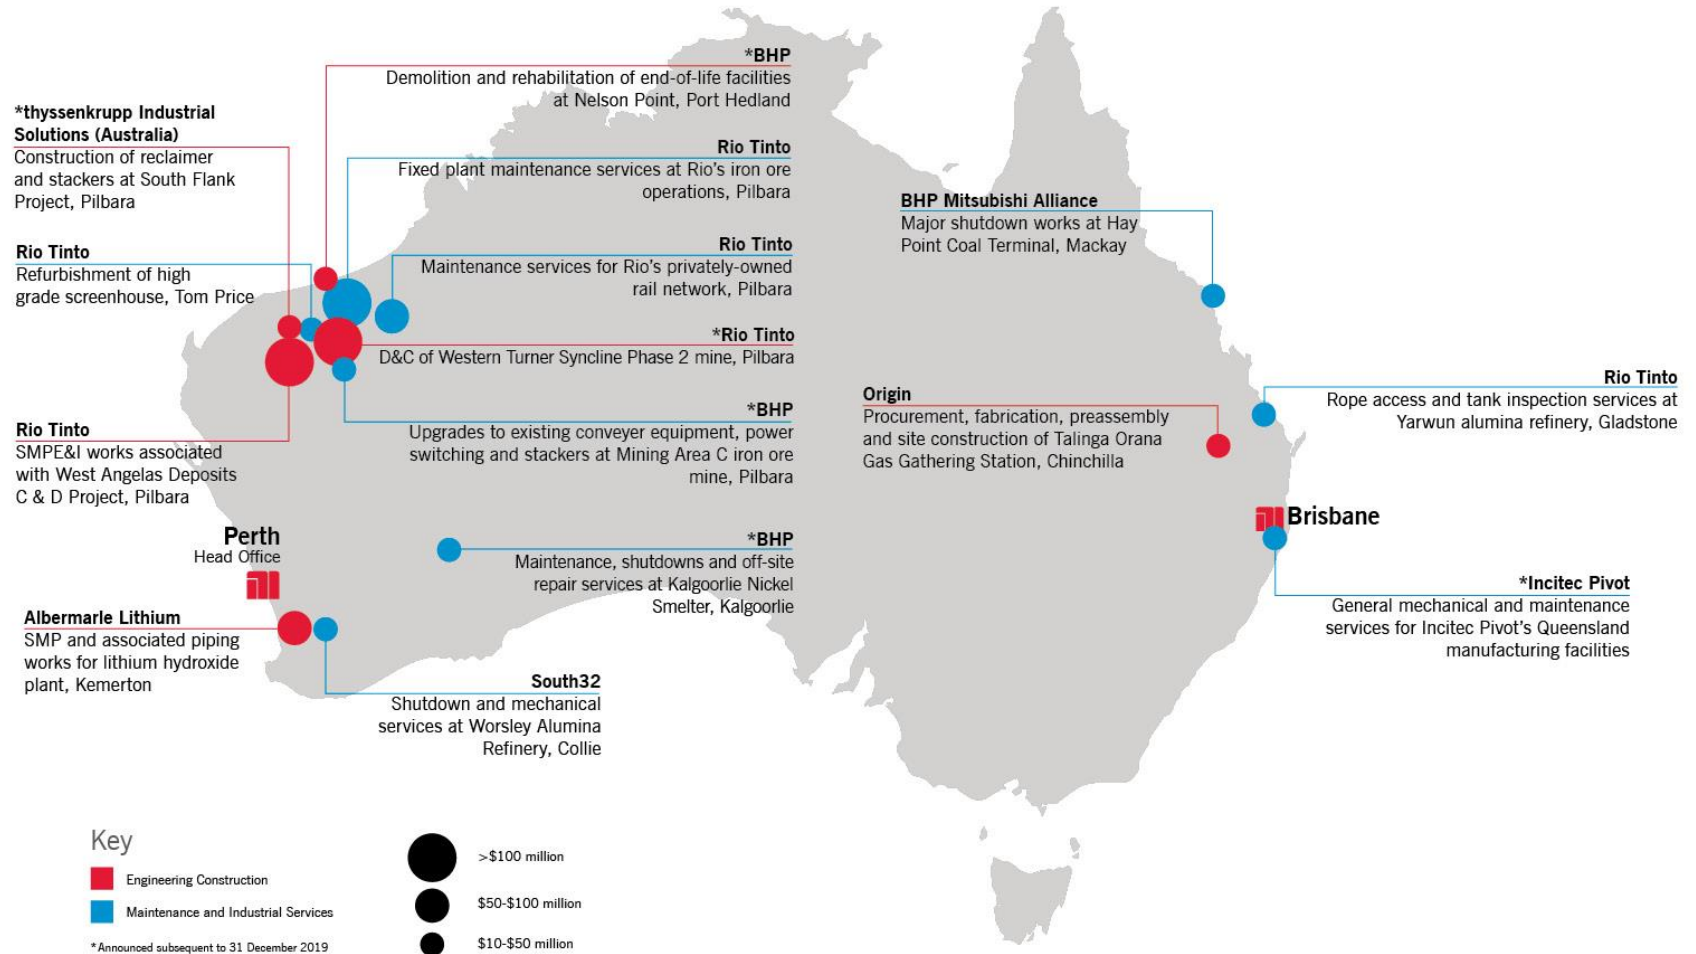 *BHP
Demolition and rehabilitation of end-of-life facilities
at Nelson Point, Port Hedland
*thyssenkrupp Industrial
Solutions (Australia)
Construction of reclaimer
and stackers at South Flank
Project, Pilbara
Rio Tinto
Fixed plant maintenance services at Rio's iron ore
operations, Pilbara
BHP Mitsubishi Alliance
Major shutdown works at Hay
Point Coal Terminal, Mackay
Rio Tinto
Refurbishment of high
grade screenhouse, Tom Price
Rio Tinto
Maintenance services for Rio's privately-owned
rail network, Pilbara
*Rio Tinto
D&C of Western Turner Syncline Phase 2 mine, Pilbara
Rio Tinto
Rope access and tank inspection services at
Yarwun alumina refinery, Gladstone
Origin
Procurement, fabrication, preassembly
and site construction of Talinga Orana
Gas Gathering Station, Chinchilla
*BHP
Upgrades to existing conveyer equipment, power
switching and stackers at Mining Area C iron ore
mine, Pilbara
Rio Tinto
SMPE&I works associated
with West Angelas Deposits
C & D Project, Pilbara
Brisbane
Perth
Head Office
*BHP
Maintenance, shutdowns and off-site
repair services at Kalgoorlie Nickel
Smelter, Kalgoorlie
*Incitec Pivot
General mechanical and maintenance
services for Incitec Pivot's Queensland
manufacturing facilities
Albermarle Lithium
SMP and associated piping
works for lithium hydroxide
plant, Kemerton
South32
Shutdown and mechanical
services at Worsley Alumina
Refinery, Collie
Key
Engineering Construction
Maintenance and Industrial Services
*Announced subsequent to 31 December 2019
>$100 million
$50-$100 million
$10-$50 million